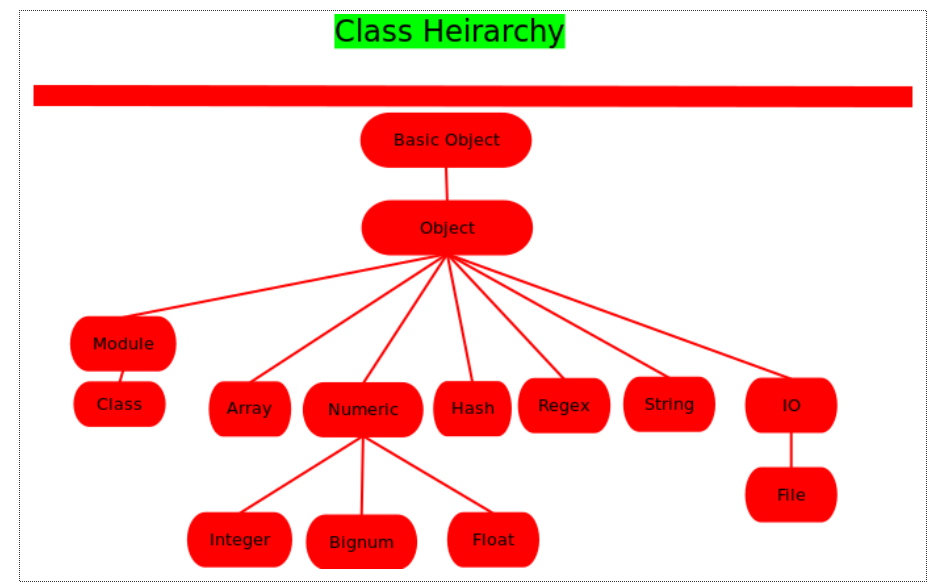 Class Heirarchy
Basic Object
Object
Module
Class
Array
Numeric
Hash
Regex
String
IO
File
Integer
Bignum
Float